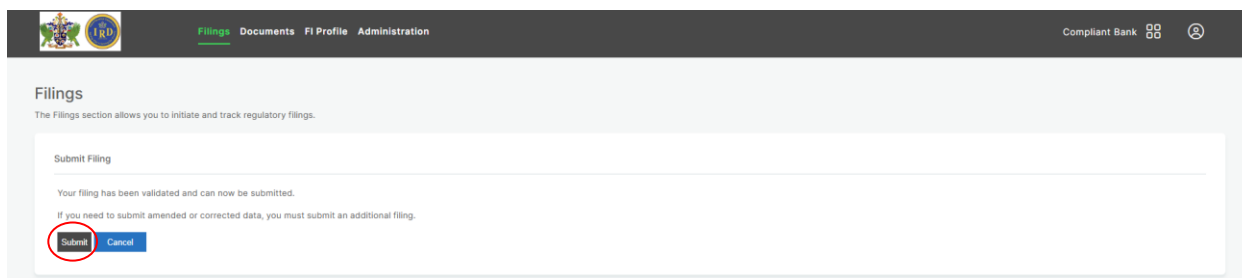 IRD
Filings Documents FI Profile Administration
Compliant Bank
Filings
The Filings section allows you to initiate and track regulatory filings.
Submit Filing
Your filing has been validated and can now be submitted.
If you need to submit amended or corrected data, you must submit an additional filing.
Submit Cancel